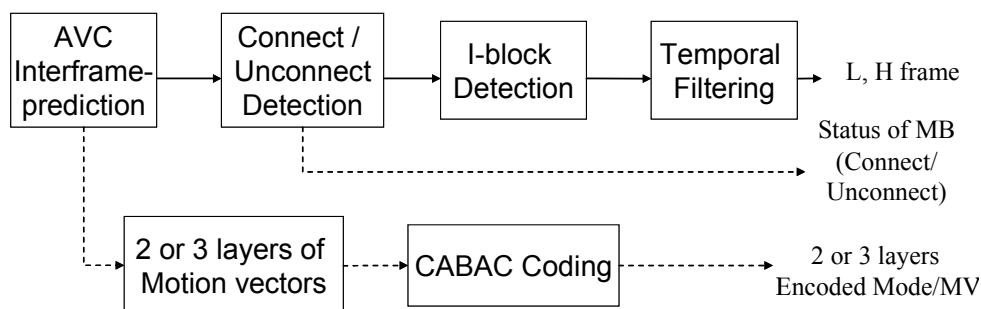 AVC
Interframe-
prediction
Connect /
Unconnect
Detection
I-block
Detection
Temporal
Filtering
L, H frame
Status of MB
(Connect/
Unconnect)
2 or 3 layers of
Motion vectors
CABAC Coding
2 or 3 layers
Encoded Mode/MV